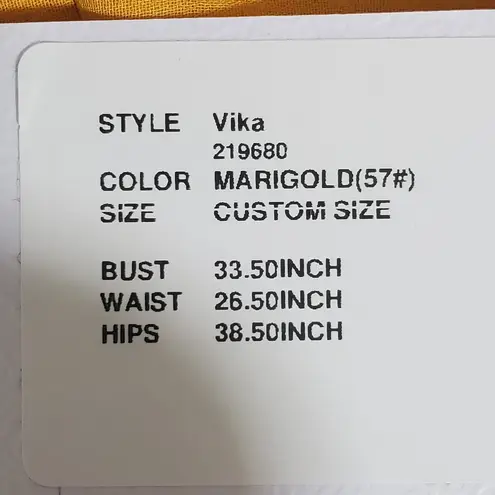 STYLE Vika
219680
COLOR MARIGOLD(57#)
SIZE CUSTOM SIZE
BUST 33.50INCH
WAIST 26.50INCH
HIPS 38.50INCH